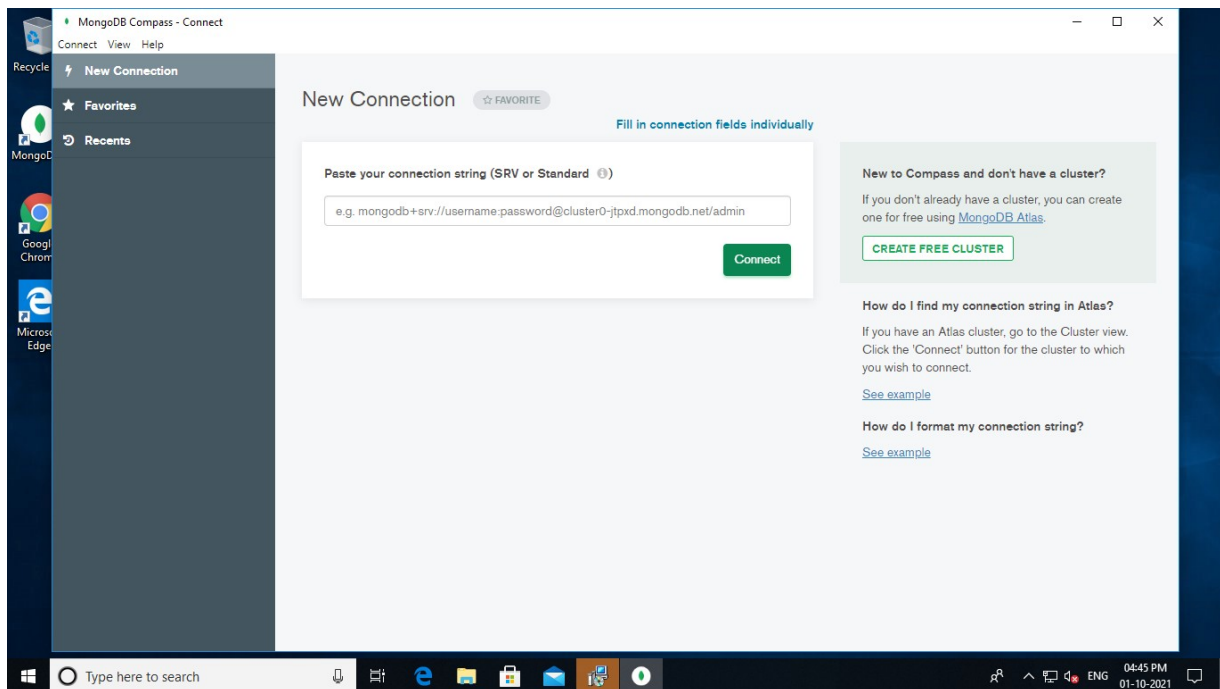 MongoDB Compass - Connect
Connect View Help
Recycle
MongoD
Googl
Chrom
Micros
Edge
New Connection
Favorites
Recents
New Connection
FAVORITE
Fill in connection fields individually
Paste your connection string (SRV or Standard )
e.g. mongodb+srv://username:password@cluster0-jtpxd.mongodb.net/admin
Connect
New to Compass and don't have a cluster?
If you don't already have a cluster, you can create
one for free using MongoDB Atlas.
CREATE FREE CLUSTER
How do I find my connection string in Atlas?
If you have an Atlas cluster, go to the Cluster view.
Click the 'Connect' button for the cluster to which
you wish to connect.
See example
How do I format my connection string?
See example
Type here to search
ENG
04:45 PM
01-10-2021